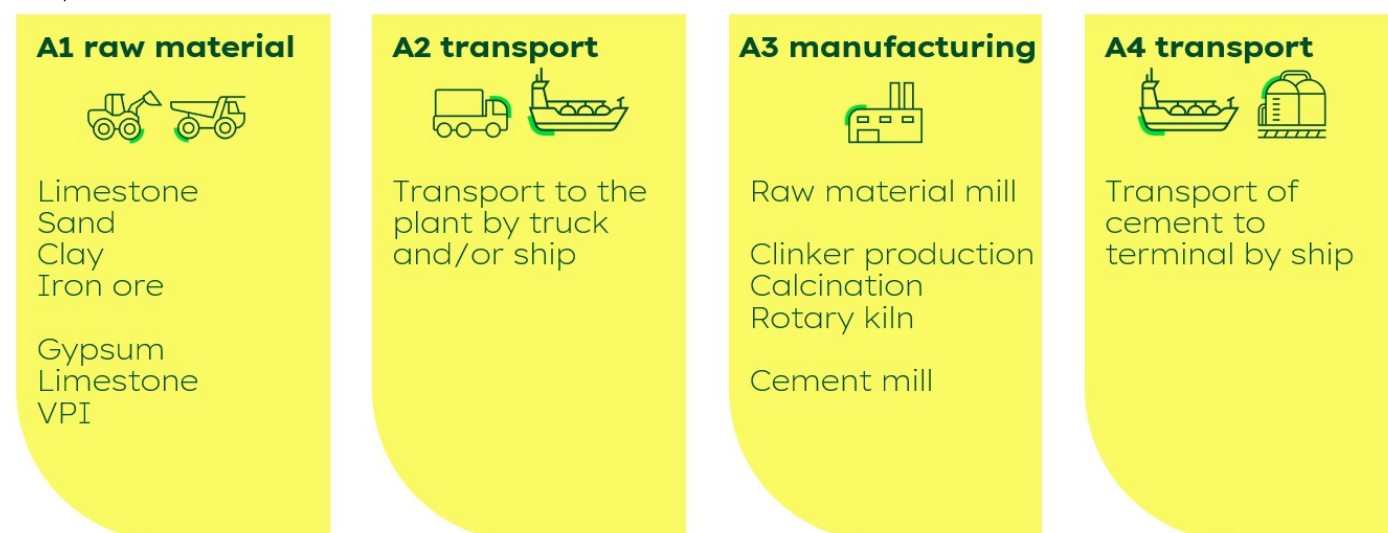 A1 raw material
Limestone
Sand
Clay
Iron ore
Gypsum
Limestone
VPI
A2 transport
Transport to the
plant by truck
and/or ship
A3 manufacturing
Raw material mill
Clinker production
Calcination
Rotary kiln
Cement mill
A4 transport
Transport of
cement to
terminal by ship